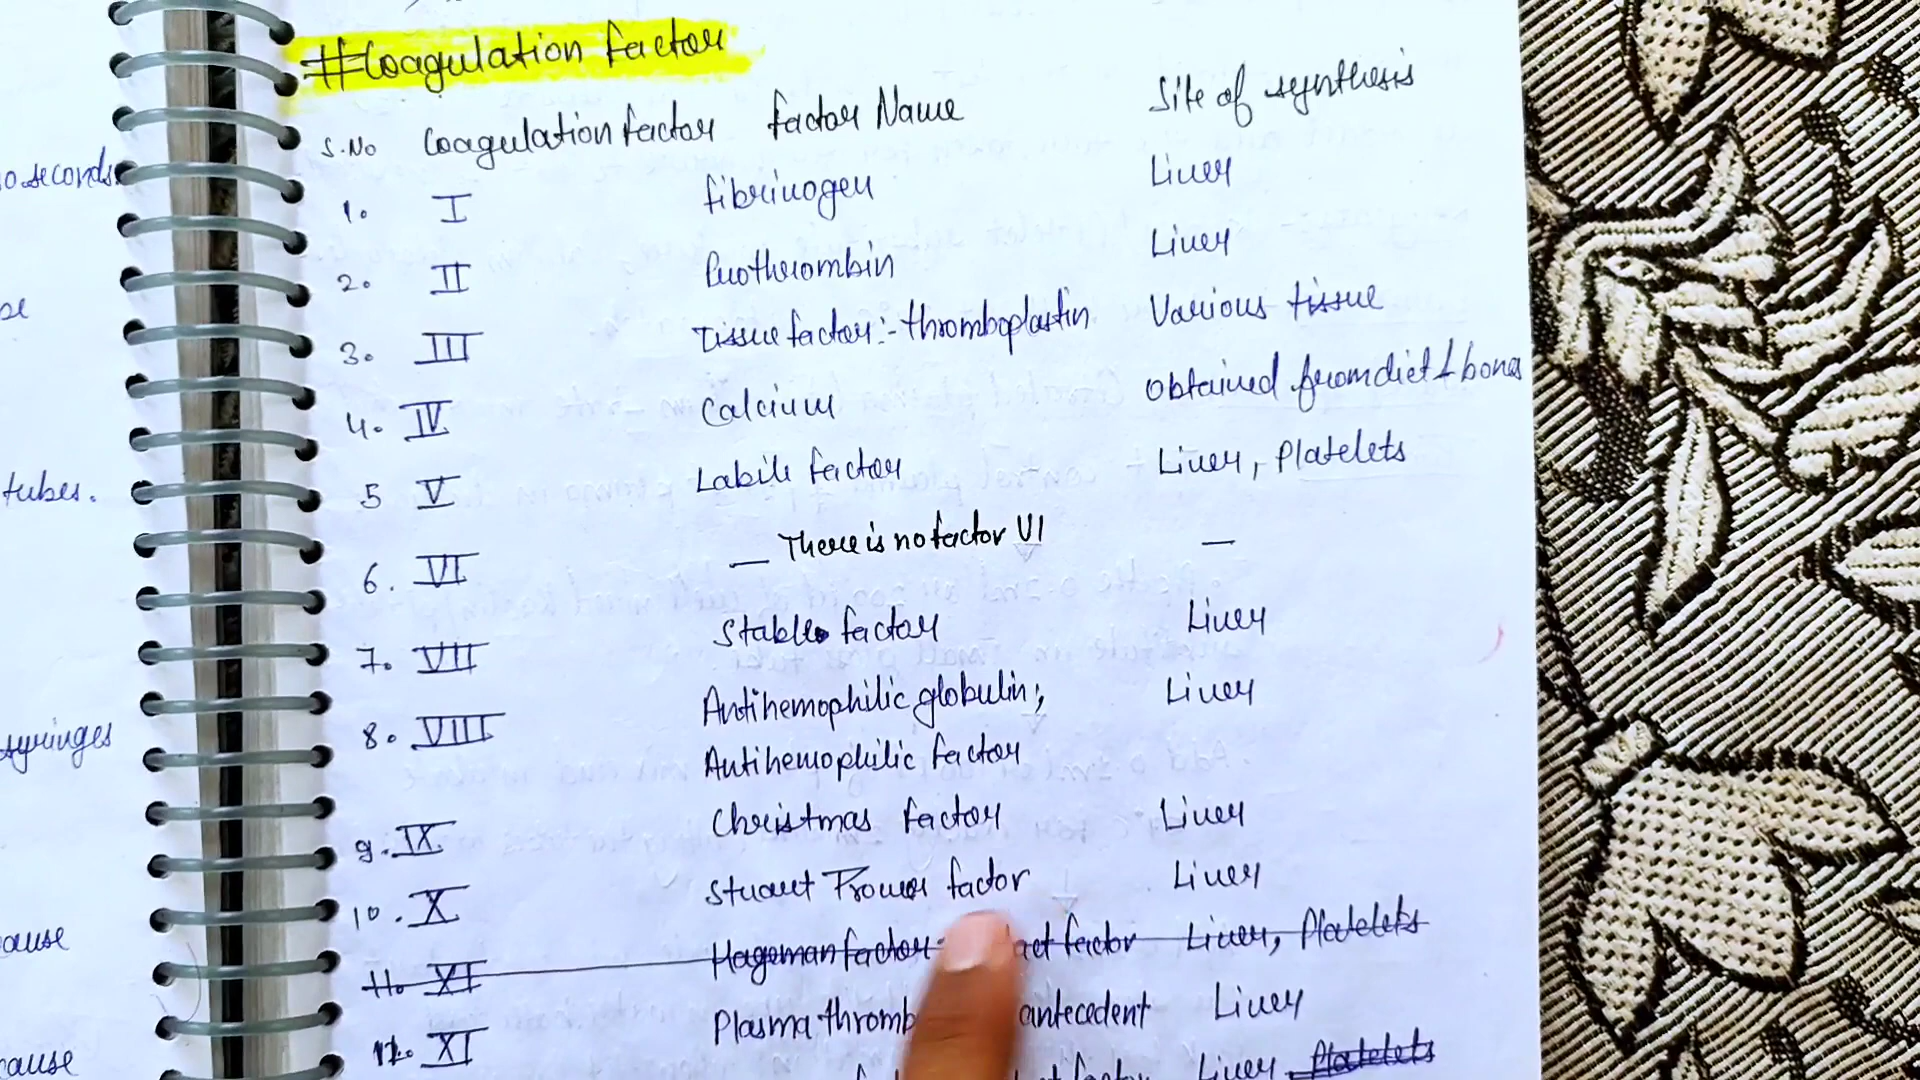 #Coagulation factor
S.No Coagulation factor factor Name Site of synthesis
1. I fibrinogen Liver
2. II Prothrombin Liver
3. III Tissue factor:- thromboplastin Various tissue
4. IV Calcium Obtained from diet & bones
5 V Labile factor Liver, Platelets
6. VI — There is no factor VI —
7. VII Stable factor Liver
8. VIII Antihemophilic globulin; Liver
Antihemophilic factor
9. IX Christmas factor Liver
10. X Stuart Prower factor Liver
11. XI Hageman factor factor Liver, Platelets
XI Plasma antecedent Liver
factor Liver Platelets
0 seconds.
se
tubes.
syringes
cause
cause